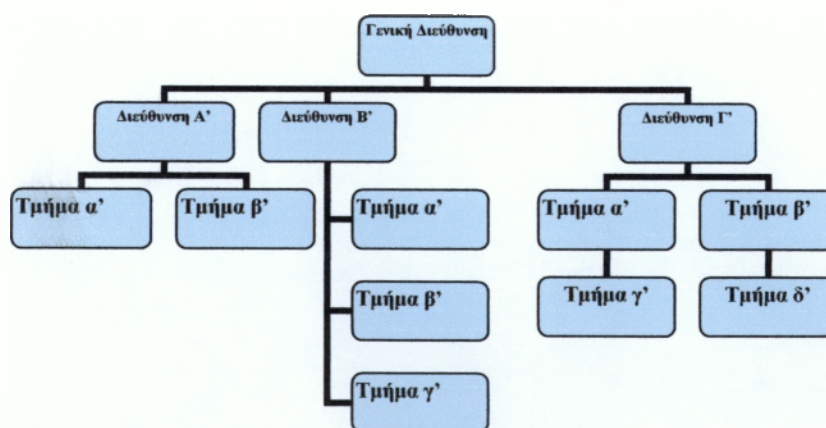 Γενική Διεύθυνση
Διεύθυνση Α’
Διεύθυνση Β’
Διεύθυνση Γ’
Τμήμα α’
Τμήμα β’
Τμήμα α’
Τμήμα β’
Τμήμα γ’
Τμήμα α’
Τμήμα β’
Τμήμα γ’
Τμήμα δ’